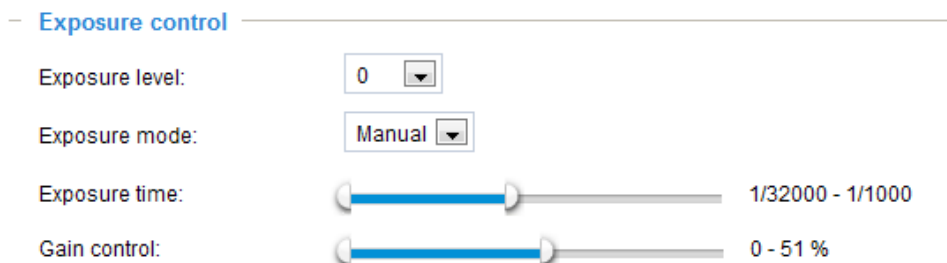 Exposure control
Exposure level: 0
Exposure mode: Manual
Exposure time: 1/32000 - 1/1000
Gain control: 0 - 51 %